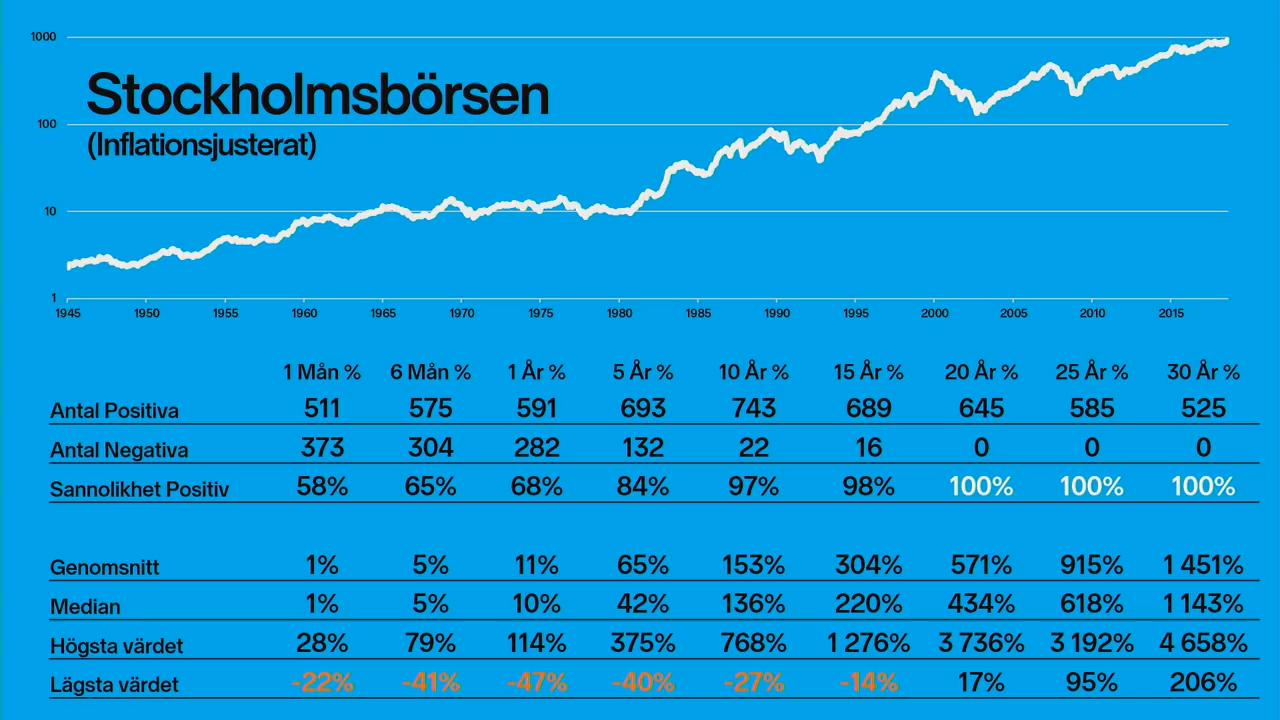 1000
Stockholmsbörsen
100
(Inflationsjusterat)
10
1
1945 1950 1955 1960 1965 1970 1975 1980 1985 1990 1995 2000 2005 2010 2015
1 Mån % 6 Mån % 1 År % 5 År % 10 År % 15 År % 20 År % 25 År % 30 År %
Antal Positiva 511 575 591 693 743 689 645 585 525
Antal Negativa 373 304 282 132 22 16 0 0 0
Sannolikhet Positiv 58% 65% 68% 84% 97% 98% 100% 100% 100%
Genomsnitt 1% 5% 11% 65% 153% 304% 571% 915% 1 451%
Median 1% 5% 10% 42% 136% 220% 434% 618% 1 143%
Högsta värdet 28% 79% 114% 375% 768% 1 276% 3 736% 3 192% 4 658%
Lägsta värdet -22% -41% -47% -40% -27% -14% 17% 95% 206%